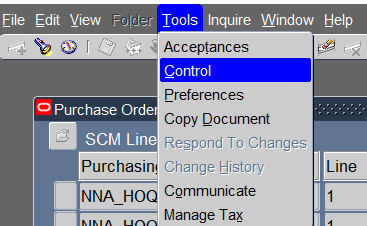 File Edit View Folder Tools Inquire Window Help
Acceptances
Control
Preferences
Copy Document
Respond To Changes
Change History
Communicate
Manage Tax
Purchase Order
SCM Line
Purchasing Line
NNA_HOQ 1
NNA_HOQ 1